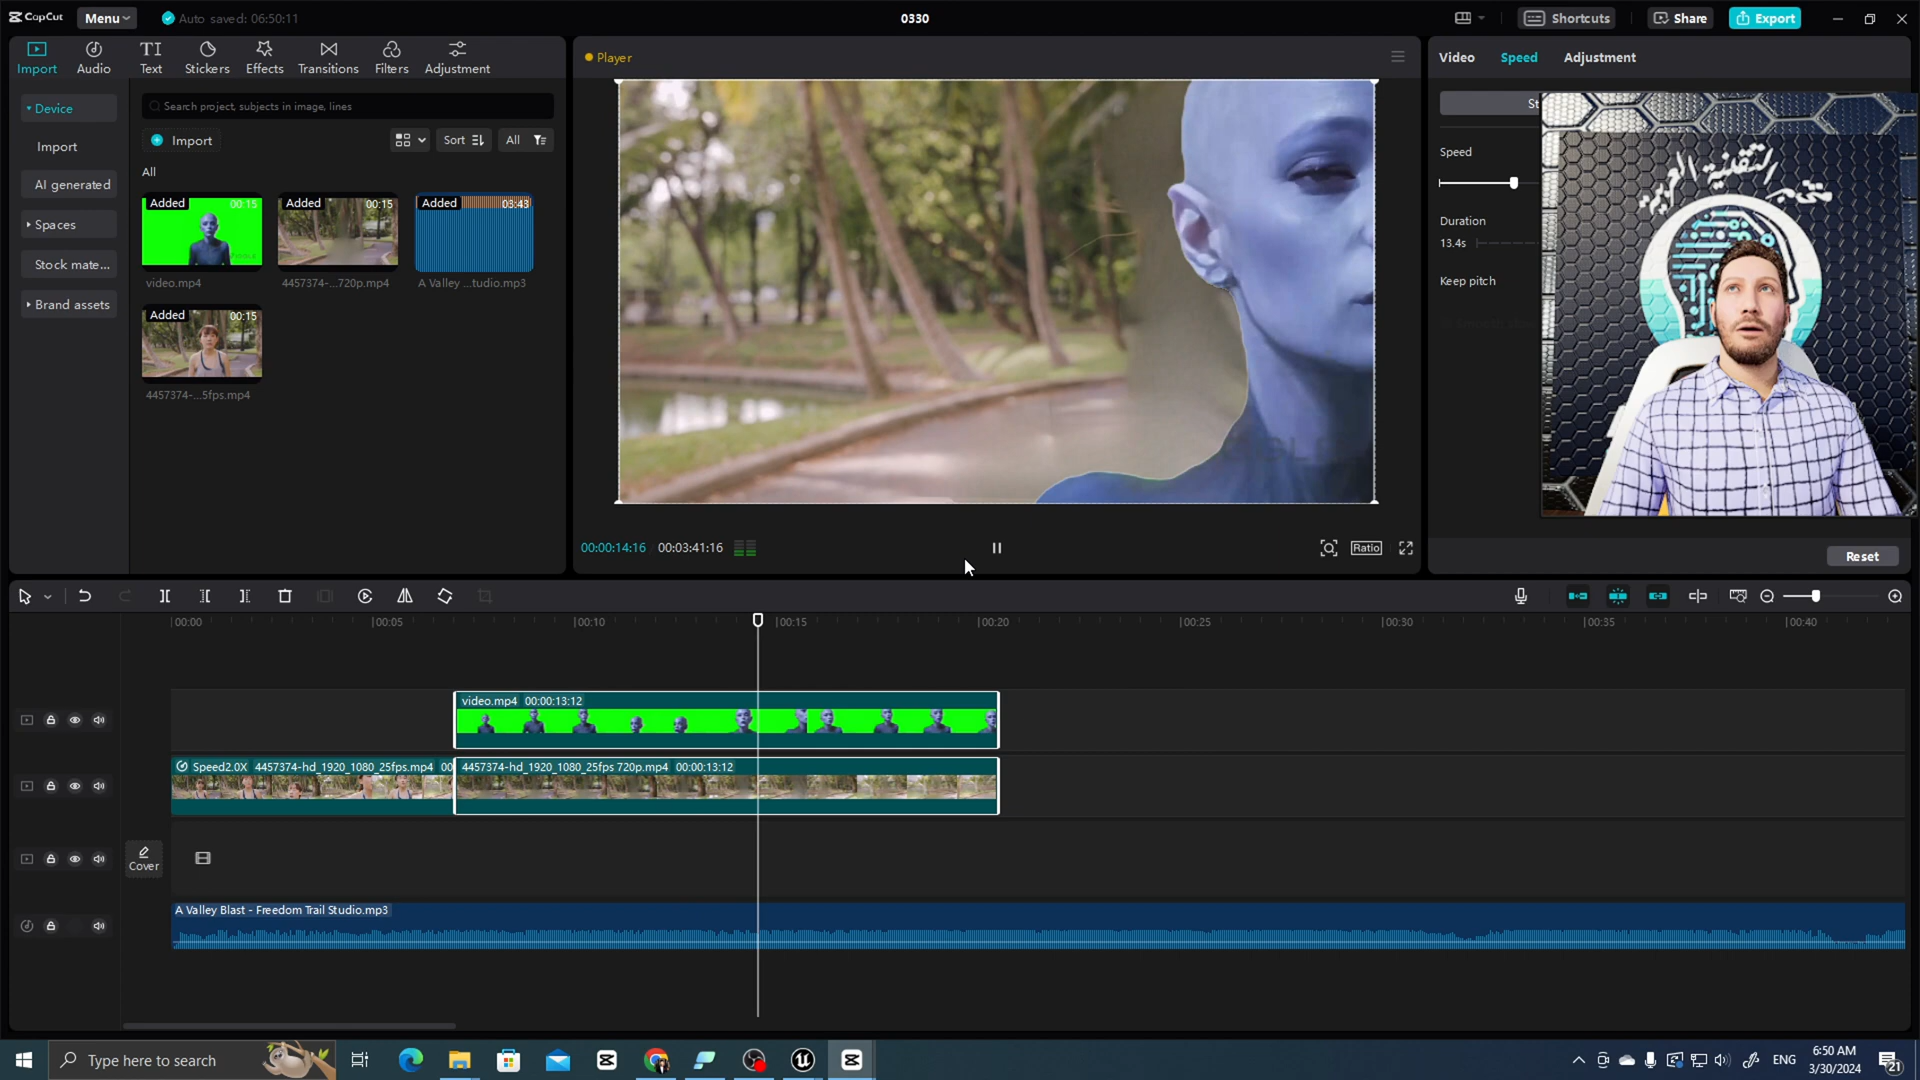 CapCut
Menu
Auto saved: 06:50:11
0330
Shortcuts
Share
Export
Import
Audio
Text
Stickers
Effects
Transitions
Filters
Adjustment
Player
Video
Speed
Adjustment
Device
Import
AI generated
Spaces
Stock mate...
Brand assets
Search project, subjects in image, lines
Import
Sort
All
All
Added 00:15
Added 00:15
Added 03:43
video.mp4
4457374-...720p.mp4
A Valley ...tudio.mp3
Added 00:15
4457374-...5fps.mp4
Speed
Duration
13.4s
Keep pitch
Reset
00:00:14:16
00:03:41:16
Ratio
00:00
00:05
00:10
00:15
00:20
00:25
00:30
00:35
00:40
video.mp4 00:00:13:12
Speed2.0X 4457374-hd_1920_1080_25fps.mp4 00
4457374-hd_1920_1080_25fps 720p.mp4 00:00:13:12
Cover
A Valley Blast - Freedom Trail Studio.mp3
Type here to search
ENG
6:50 AM
3/30/2024
21